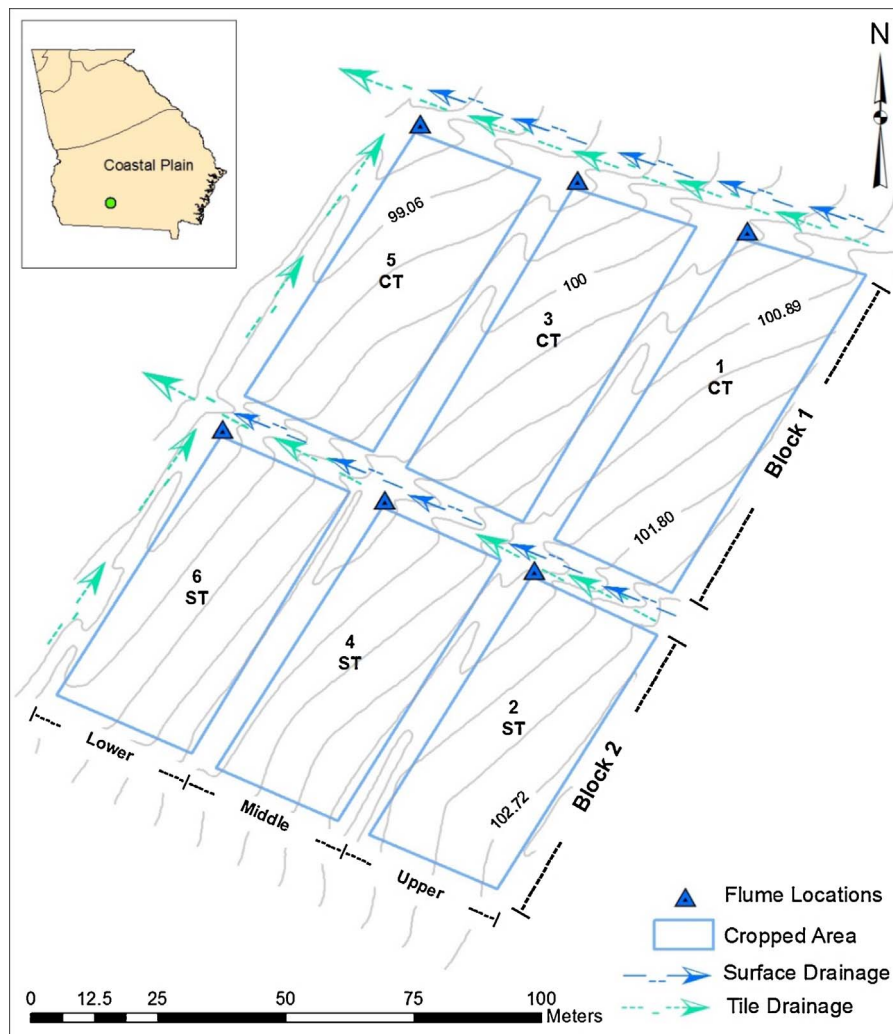 Coastal Plain
N
99.06
5
CT
100
3
CT
100.89
1
CT
Block 1
101.80
6
ST
4
ST
2
ST
102.72
Block 2
Lower
Middle
Upper
Flume Locations
Cropped Area
Surface Drainage
Tile Drainage
0 12.5 25 50 75 100
Meters